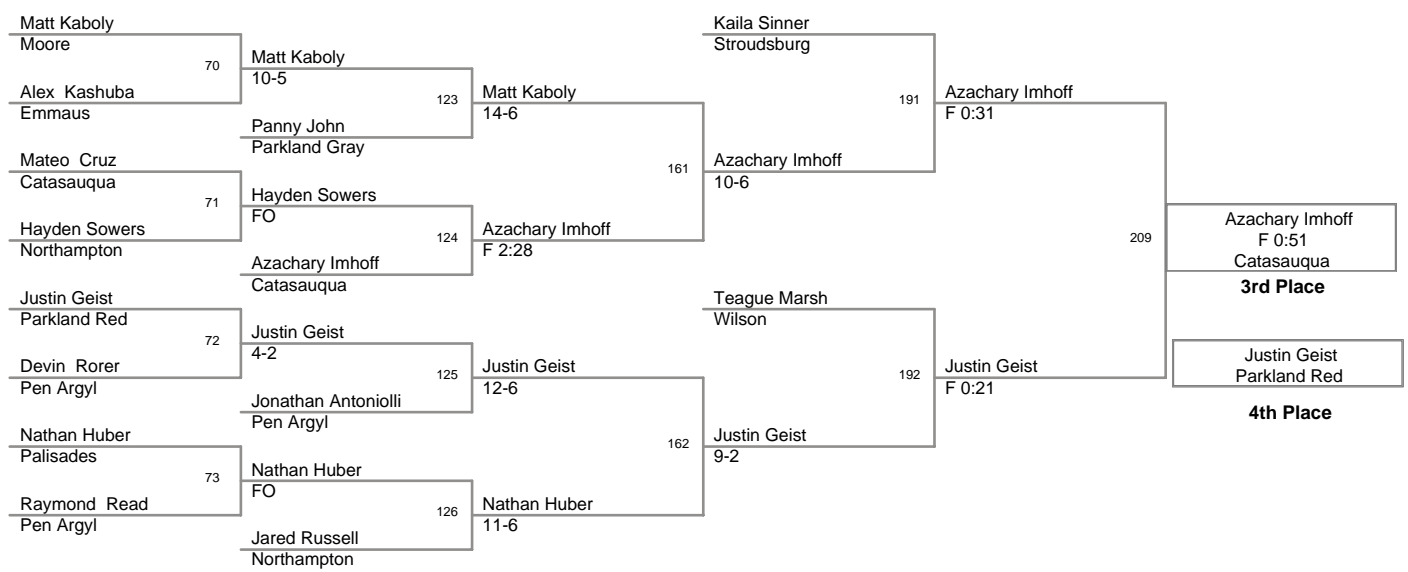 Matt Kaboly
Moore
70
Alex  Kashuba
Emmaus
Mateo  Cruz
Catasauqua
71
Hayden Sowers
Northampton
Justin Geist
Parkland Red
72
Devin  Rorer
Pen Argyl
Nathan Huber
Palisades
73
Raymond  Read
Pen Argyl
Matt Kaboly
10-5
123
Panny John
Parkland Gray
Hayden Sowers
FO
124
Azachary Imhoff
Catasauqua
Justin Geist
4-2
125
Jonathan Antoniolli
Pen Argyl
Nathan Huber
FO
126
Jared Russell
Northampton
Matt Kaboly
14-6
161
Azachary Imhoff
F 2:28
Justin Geist
12-6
162
Nathan Huber
11-6
Kaila Sinner
Stroudsburg
191
Azachary Imhoff
10-6
Teague Marsh
Wilson
192
Justin Geist
9-2
Azachary Imhoff
F 0:31
209
Justin Geist
F 0:21
Azachary Imhoff
F 0:51
Catasauqua
3rd Place
Justin Geist
Parkland Red
4th Place